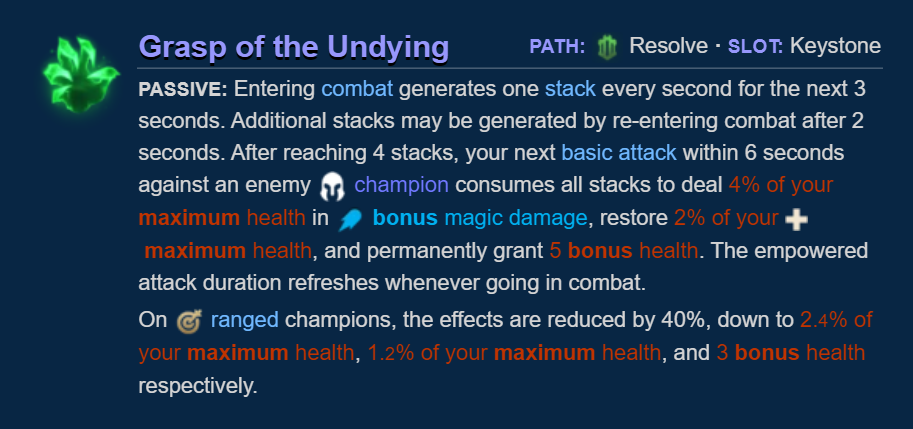 Grasp of the Undying PATH: Resolve · SLOT: Keystone
PASSIVE: Entering combat generates one stack every second for the next 3
seconds. Additional stacks may be generated by re-entering combat after 2
seconds. After reaching 4 stacks, your next basic attack within 6 seconds
against an enemy champion consumes all stacks to deal 4% of your
maximum health in bonus magic damage, restore 2% of your
maximum health, and permanently grant 5 bonus health. The empowered
attack duration refreshes whenever going in combat.
On ranged champions, the effects are reduced by 40%, down to 2.4% of
your maximum health, 1.2% of your maximum health, and 3 bonus health
respectively.